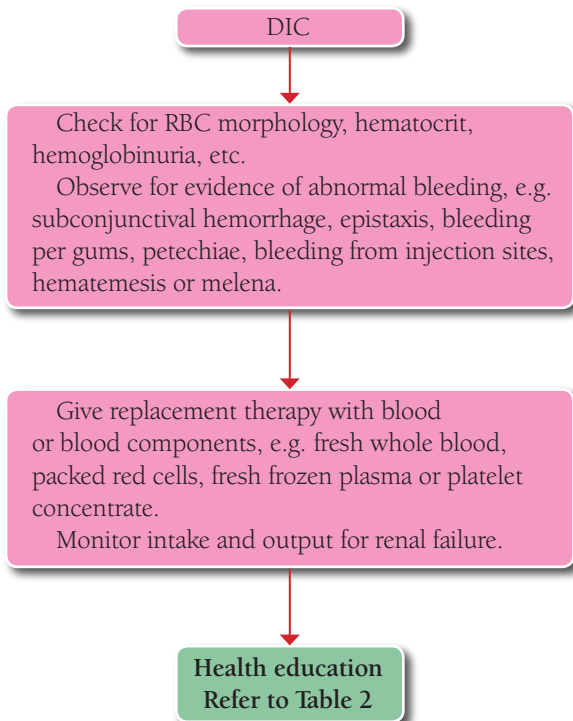 DIC
Check for RBC morphology, hematocrit,
hemoglobinuria, etc.
Observe for evidence of abnormal bleeding, e.g.
subconjunctival hemorrhage, epistaxis, bleeding
per gums, petechiae, bleeding from injection sites,
hematemesis or melena.
Give replacement therapy with blood
or blood components, e.g. fresh whole blood,
packed red cells, fresh frozen plasma or platelet
concentrate.
Monitor intake and output for renal failure.
Health education
Refer to Table 2